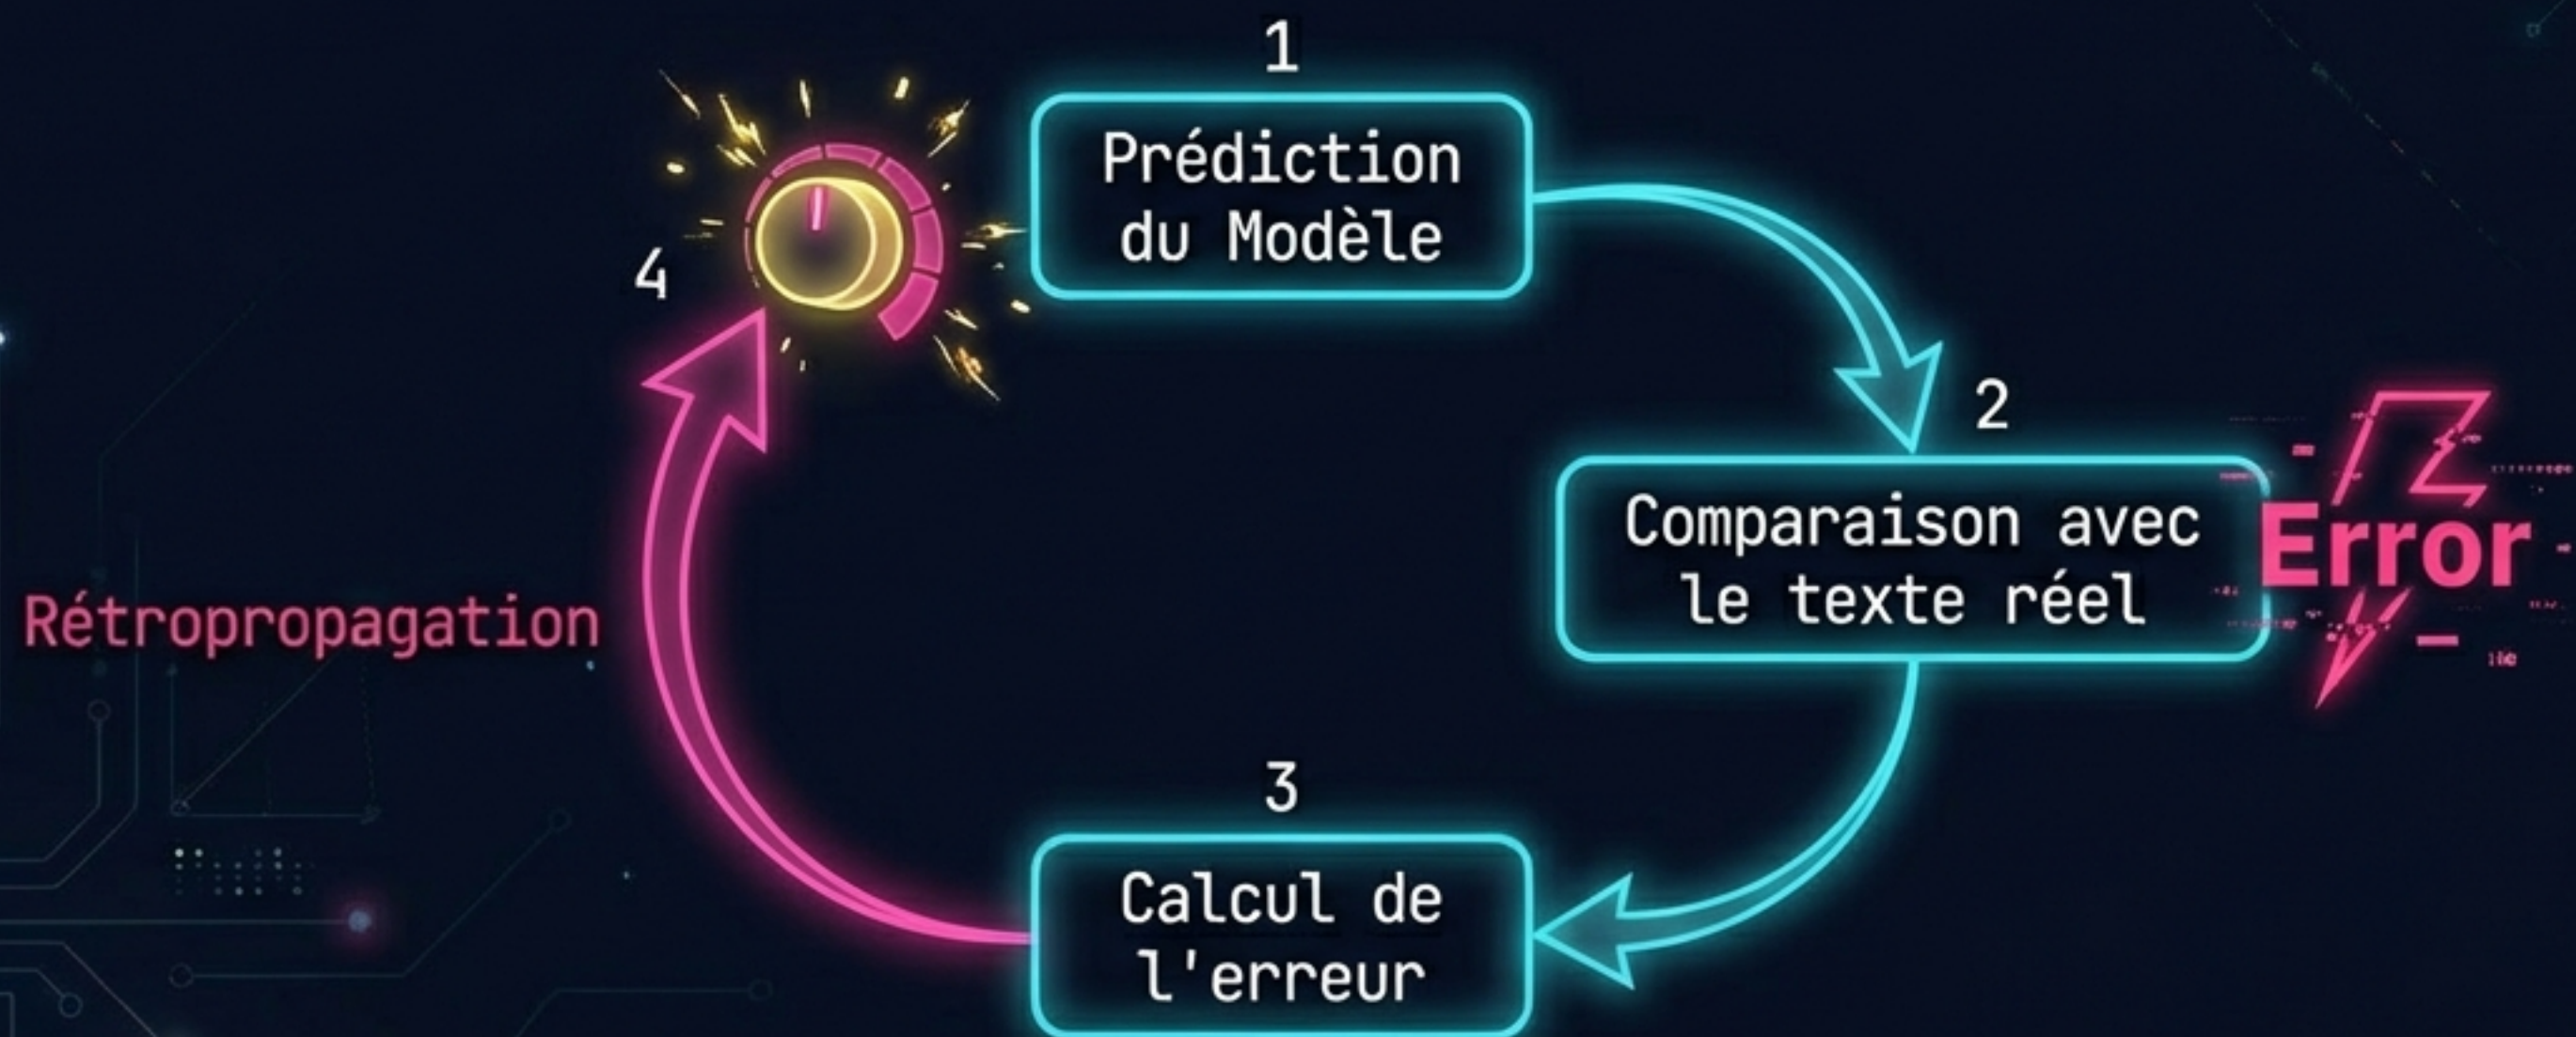 1
Prédiction
du Modèle
4
2
Comparaison avec
le texte réel
Error
Rétropropagation
3
Calcul de
l'erreur